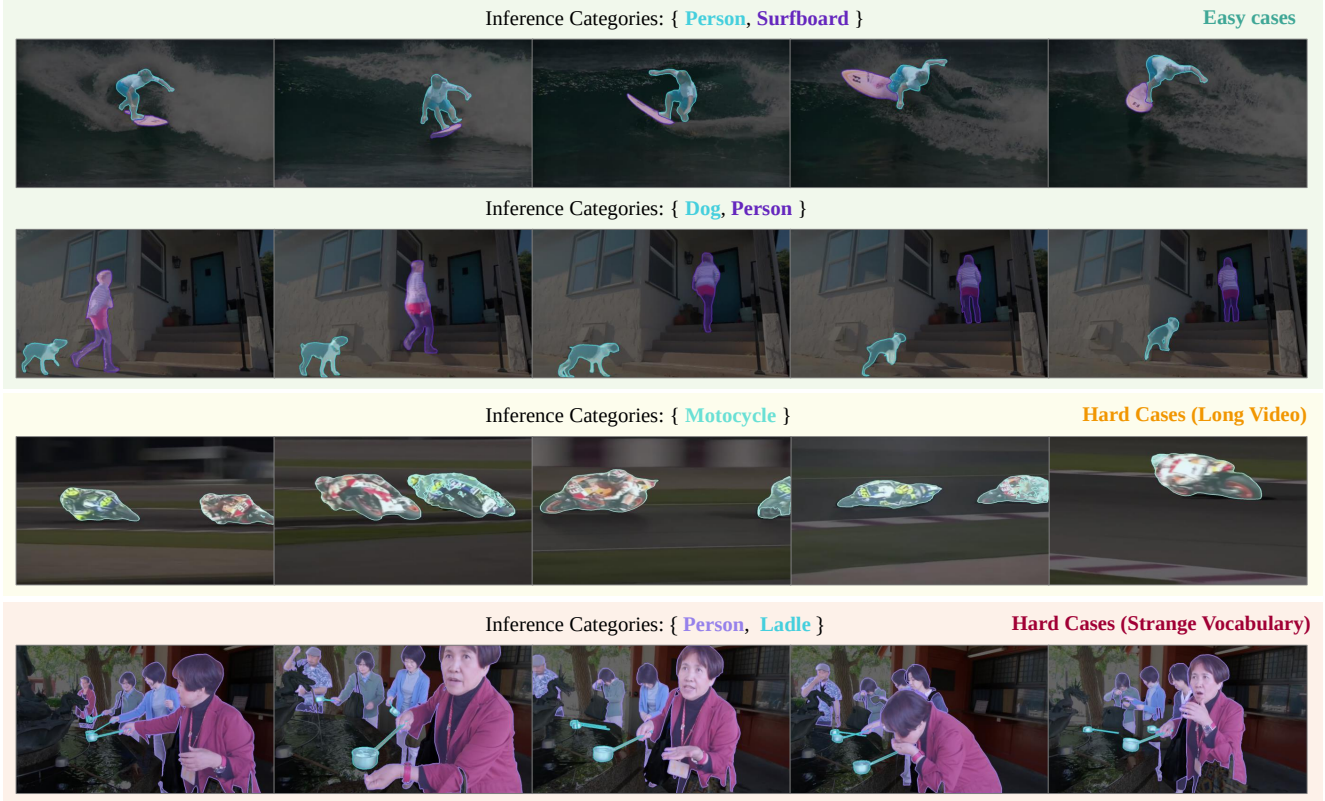 Inference Categories: { Person, Surfboard }
Easy cases
Inference Categories: { Dog, Person }
Inference Categories: { Motocycle }
Hard Cases (Long Video)
Inference Categories: { Person, Ladle }
Hard Cases (Strange Vocabulary)